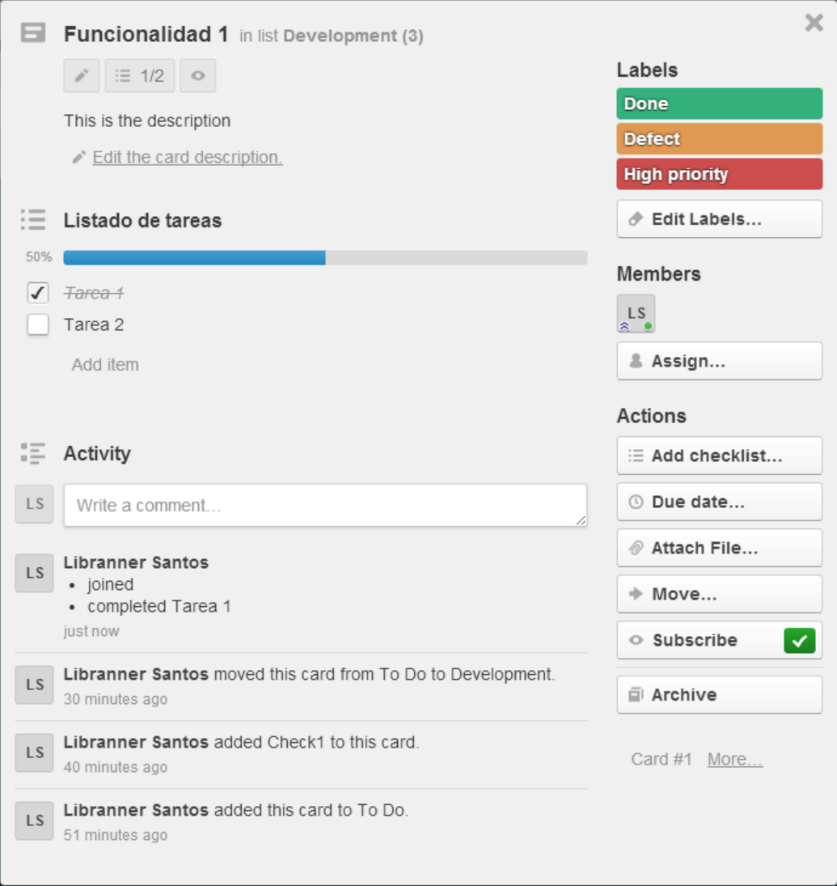 Funcionalidad 1 in list Development (3)
1/2
This is the description
Edit the card description.
Listado de tareas
50%
Tarea 1
Tarea 2
Add item
Activity
LS
Write a comment…
LS
Libranner Santos
• joined
• completed Tarea 1
just now
LS
Libranner Santos moved this card from To Do to Development.
30 minutes ago
LS
Libranner Santos added Check1 to this card.
40 minutes ago
LS
Libranner Santos added this card to To Do.
51 minutes ago
Labels
Done
Defect
High priority
Edit Labels…
Members
LS
Assign…
Actions
Add checklist…
Due date…
Attach File…
Move…
Subscribe
Archive
Card #1 More…